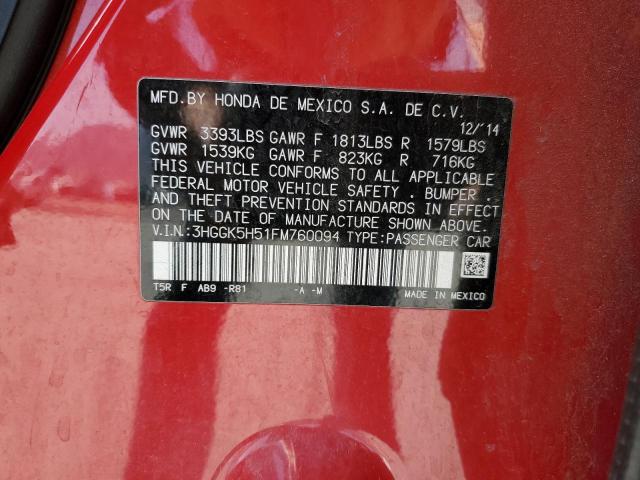 MFD.BY HONDA DE MEXICO S.A. DE C.V.
12/'14
GVWR 3393LBS GAWR F 1813LBS R 1579LBS
GVWR 1539KG GAWR F 823KG R 716KG
THIS VEHICLE CONFORMS TO ALL APPLICABLE
FEDERAL MOTOR VEHICLE SAFETY . BUMPER . AND
THEFT PREVENTION STANDARDS IN EFFECT
ON THE DATE OF MANUFACTURE SHOWN ABOVE.
V.I.N.:3HGGK5H51FM760094 TYPE:PASSENGER CAR
T5R F AB9 -R81 -A -M MADE IN MEXICO